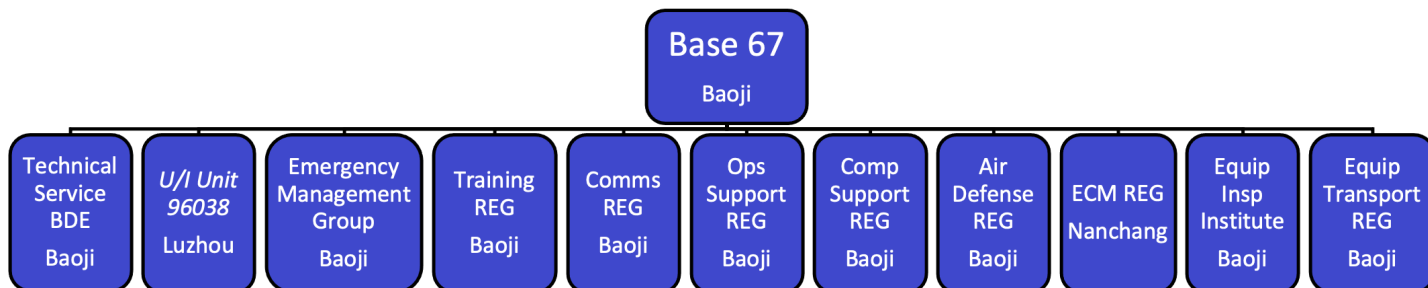 Base 67
Baoji
Technical
Service
BDE
Baoji
U/I Unit
96038
Luzhou
Emergency
Management
Group
Baoji
Training
REG
Baoji
Comms
REG
Baoji
Ops
Support
REG
Baoji
Comp
Support
REG
Baoji
Air
Defense
REG
Baoji
ECM REG
Nanchang
Equip
Insp
Institute
Baoji
Equip
Transport
REG
Baoji